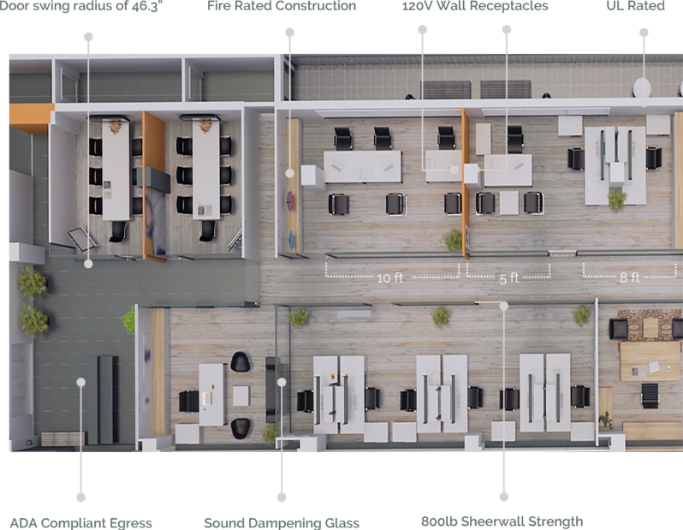 Door swing radius of 46.3"
Fire Rated Construction
120V Wall Receptacles
UL Rated
10 ft
5 ft
8 ft
ADA Compliant Egress
Sound Dampening Glass
800lb Sheerwall Strength